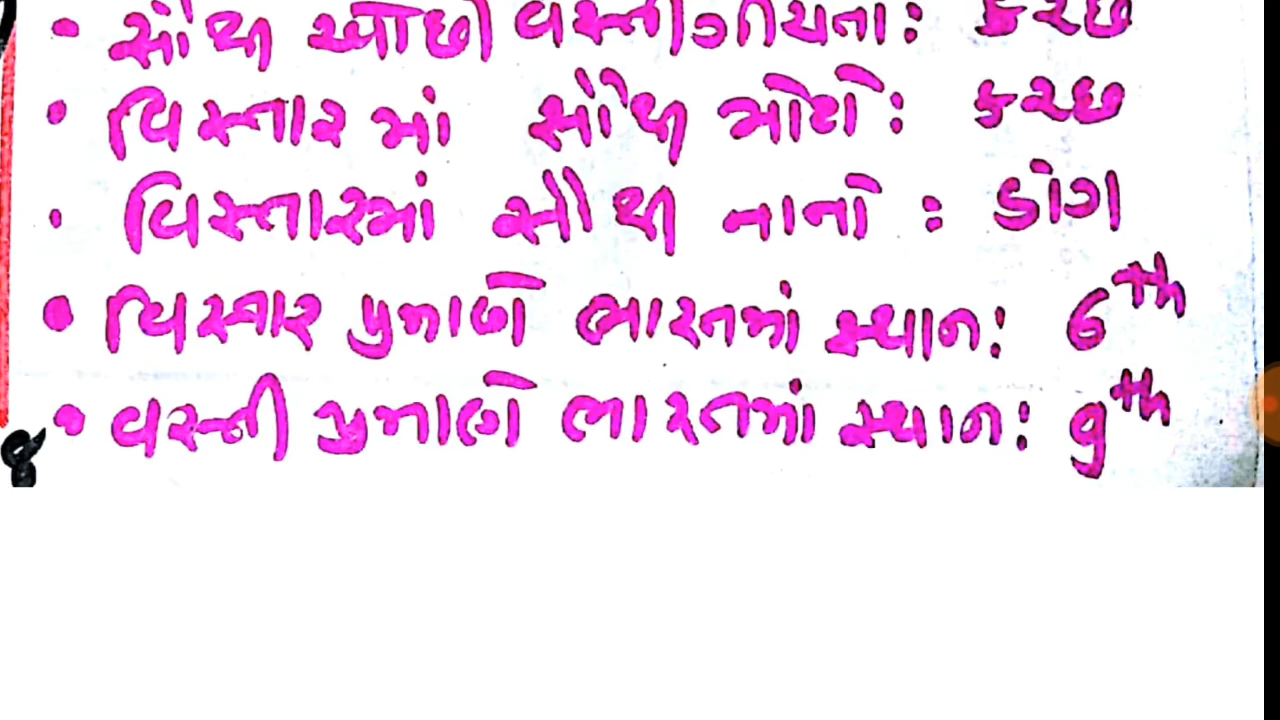 • સૌથી ઓછી વસ્તીગીચતા: કચ્છ
• વિસ્તાર માં સૌથી મોટો: કચ્છ
• વિસ્તારમાં સૌથી નાનો : ડાંગ
• વિસ્તાર પ્રમાણે ભારતમાં સ્થાન: 6th
• વસ્તી પ્રમાણે ભારતમાં સ્થાન: 9th